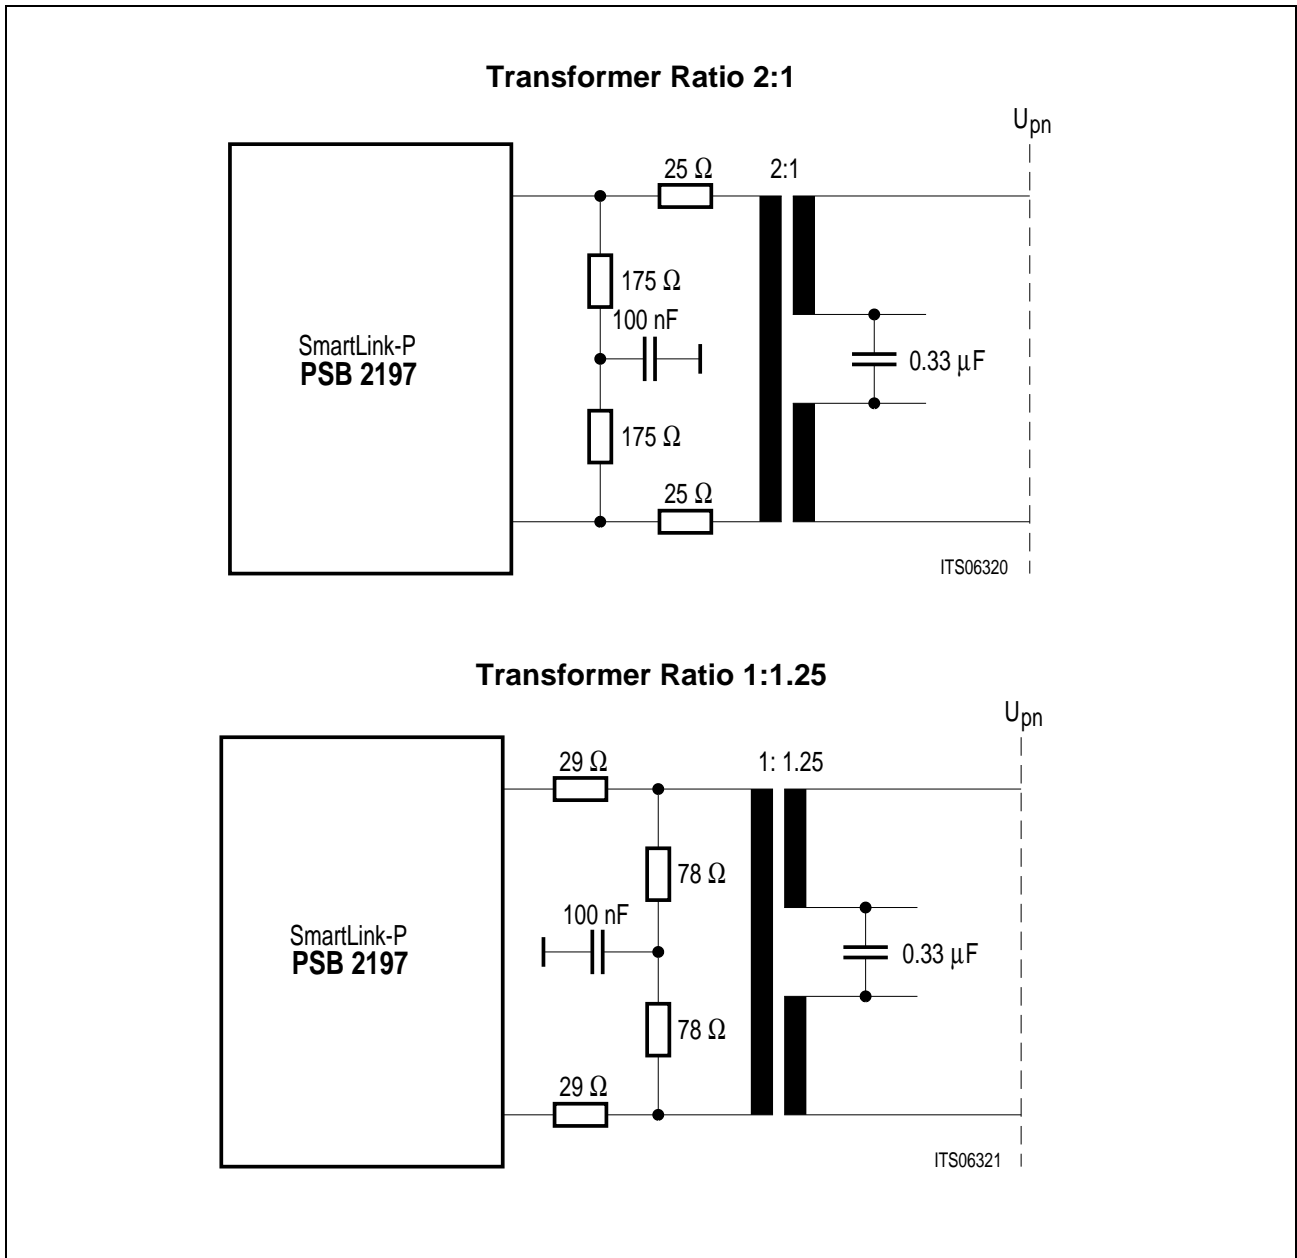 Transformer Ratio 2:1
Upn
25 Ω
2:1
175 Ω
100 nF
SmartLink-P
PSB 2197
0.33 μF
175 Ω
25 Ω
ITS06320
Transformer Ratio 1:1.25
Upn
29 Ω
1: 1.25
78 Ω
100 nF
SmartLink-P
PSB 2197
0.33 μF
78 Ω
29 Ω
ITS06321